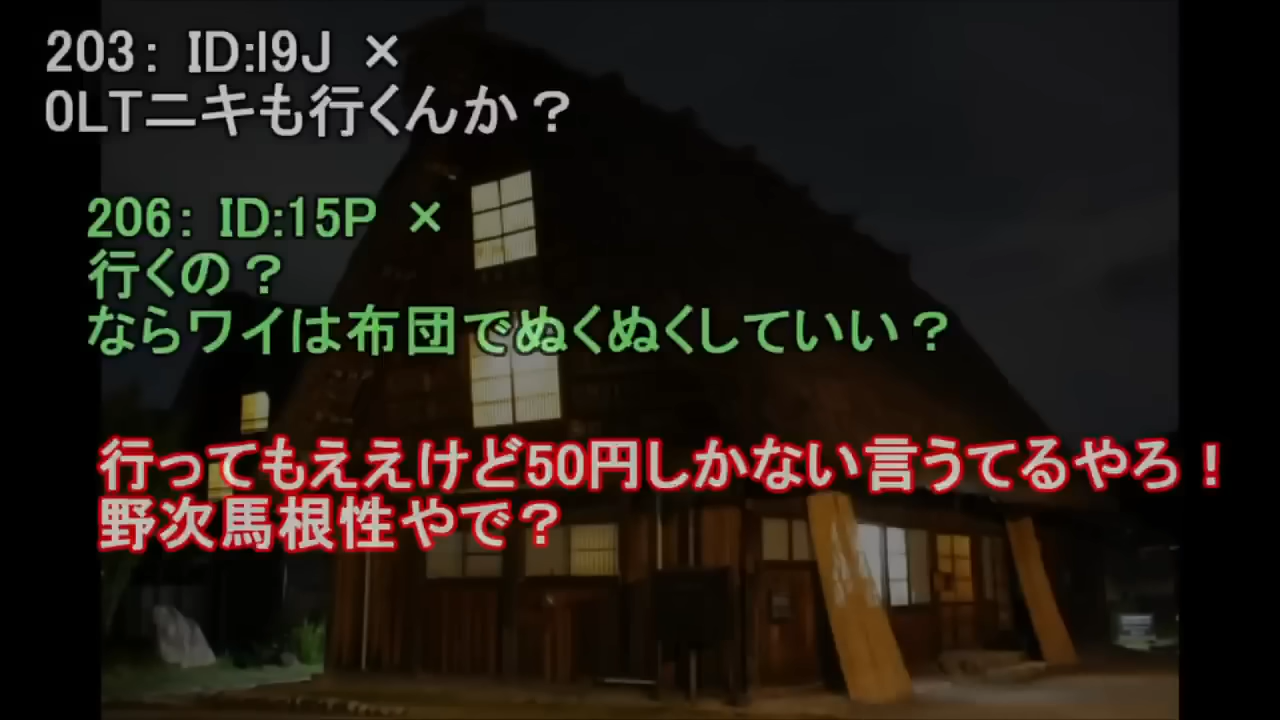 203： ID:I9J ×
0LTニキも行くんか？
206： ID:15P ×
行くの？
ならワイは布団でぬくぬくしていい？
行ってもええけど50円しかない言うてるやろ！
野次馬根性やで？